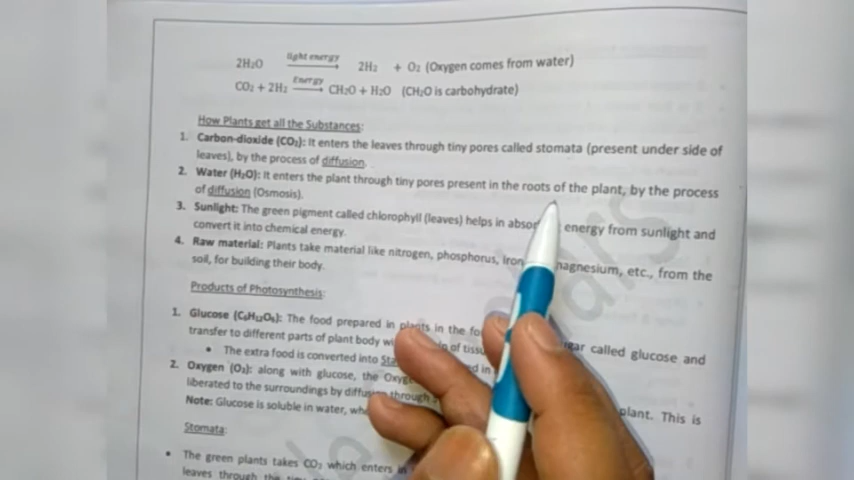 2H₂O light energy 2H₂ + O₂ (Oxygen comes from water)
CO₂ + 2H₂ Energy CH₂O + H₂O (CH₂O is carbohydrate)
How Plants get all the Substances:
1. Carbon-dioxide (CO₂): It enters the leaves through tiny pores called stomata (present under side of
leaves), by the process of diffusion.
2. Water (H₂O): It enters the plant through tiny pores present in the roots of the plant, by the process
of diffusion (Osmosis).
3. Sunlight: The green pigment called chlorophyll (leaves) helps in energy from sunlight and
convert it into chemical energy.
4. Raw material: Plants take material like nitrogen, phosphorus, iron, magnesium, etc., from the
soil, for building their body.
Products of Photosynthesis:
1. Glucose (C₆H₁₂O₆): The food prepared in plants in the called glucose and
transfer to different parts of plant body of
• The extra food is converted into in
2. Oxygen (O₂): along with glucose, the plant. This is
liberated to the surroundings by through
Note: Glucose is soluble in water,
Stomata:
• The green plants takes CO₂ which enters in
leaves through the